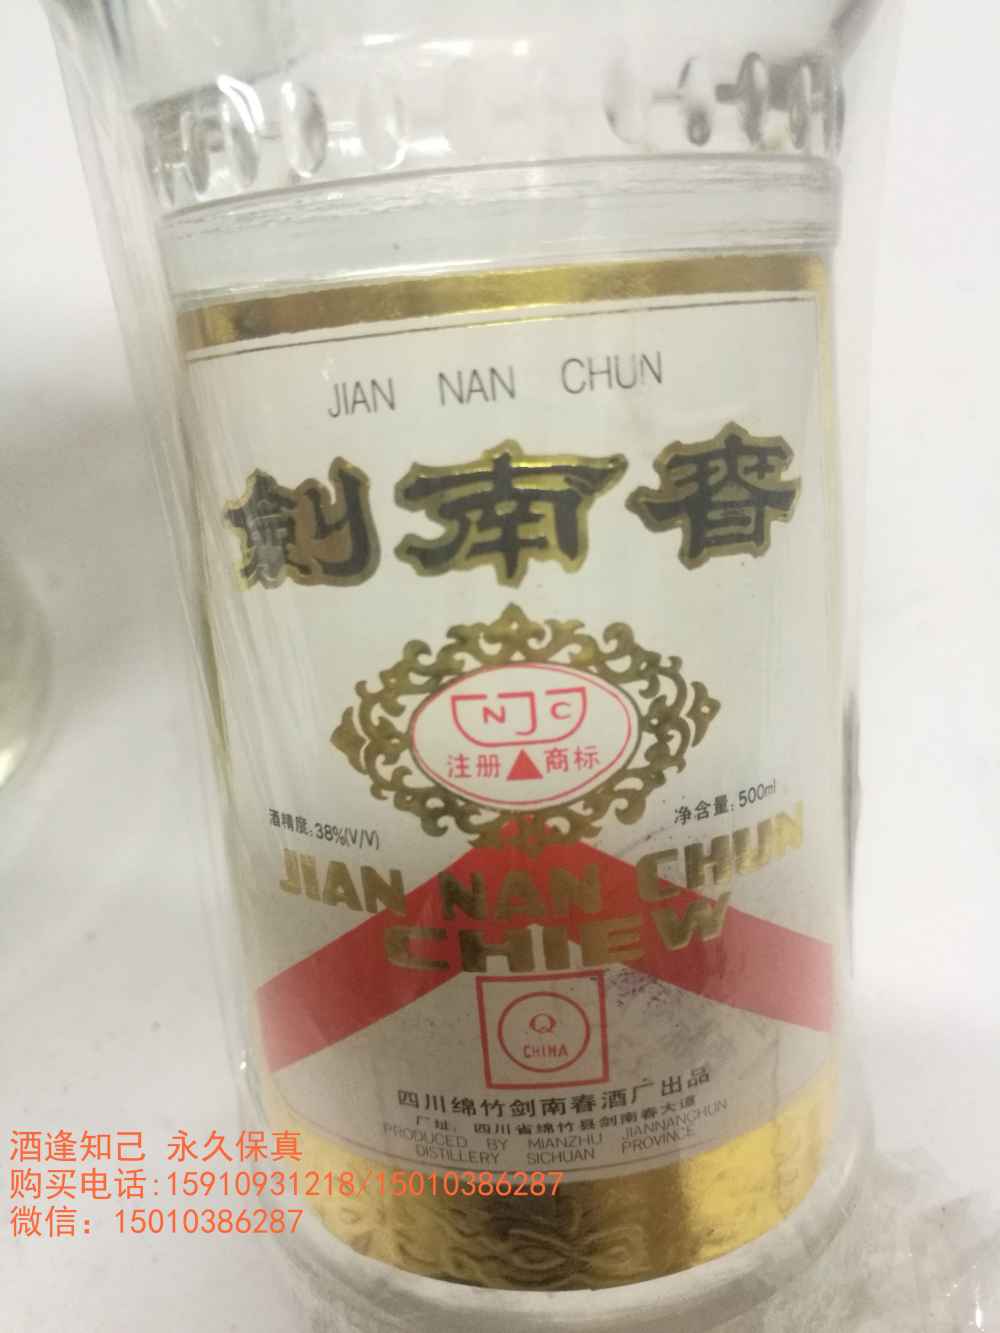 JIAN NAN CHUN
劍南春
NJC
注册 商标
酒精度:38%(V/V)
净含量:500ml
JIAN NAN CHUN
CHIEW
Q
CHINA
四川绵竹剑南春酒厂出品
厂址:四川省绵竹县剑南春大道
PRODUCED BY MIANZHU JIANNANCHUN
DISTILLERY SICHUAN PROVINCE
酒逢知己 永久保真
购买电话:15910931218/15010386287
微信：15010386287